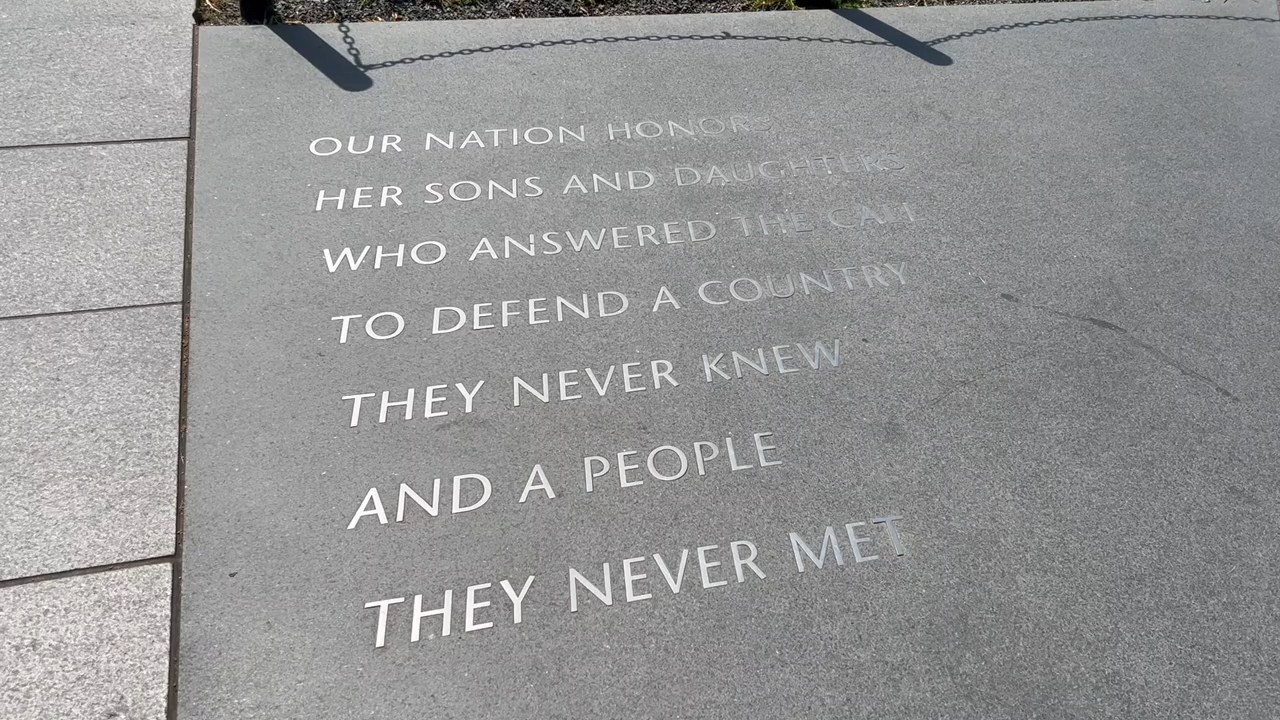 OUR NATION HONORS
HER SONS AND DAUGHTERS
WHO ANSWERED THE CALL
TO DEFEND A COUNTRY
THEY NEVER KNEW
AND A PEOPLE
THEY NEVER MET